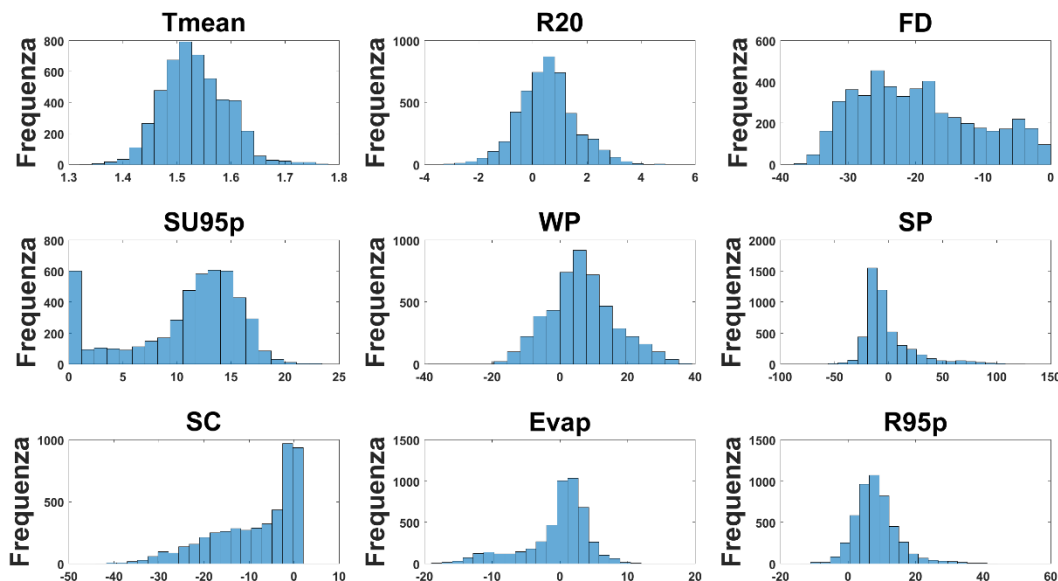 Tmean
Frequenza
800
600
400
200
0
1.3 1.4 1.5 1.6 1.7 1.8
R20
Frequenza
1000
500
0
-4 -2 0 2 4 6
FD
Frequenza
600
400
200
0
-40 -30 -20 -10 0
SU95p
Frequenza
800
600
400
200
0
0 5 10 15 20 25
WP
Frequenza
1000
500
0
-40 -20 0 20 40
SP
Frequenza
2000
1500
1000
500
0
-100 -50 0 50 100 150
SC
Frequenza
1000
500
0
-50 -40 -30 -20 -10 0 10
Evap
Frequenza
1500
1000
500
0
-20 -10 0 10 20
R95p
Frequenza
1500
1000
500
0
-20 0 20 40 60